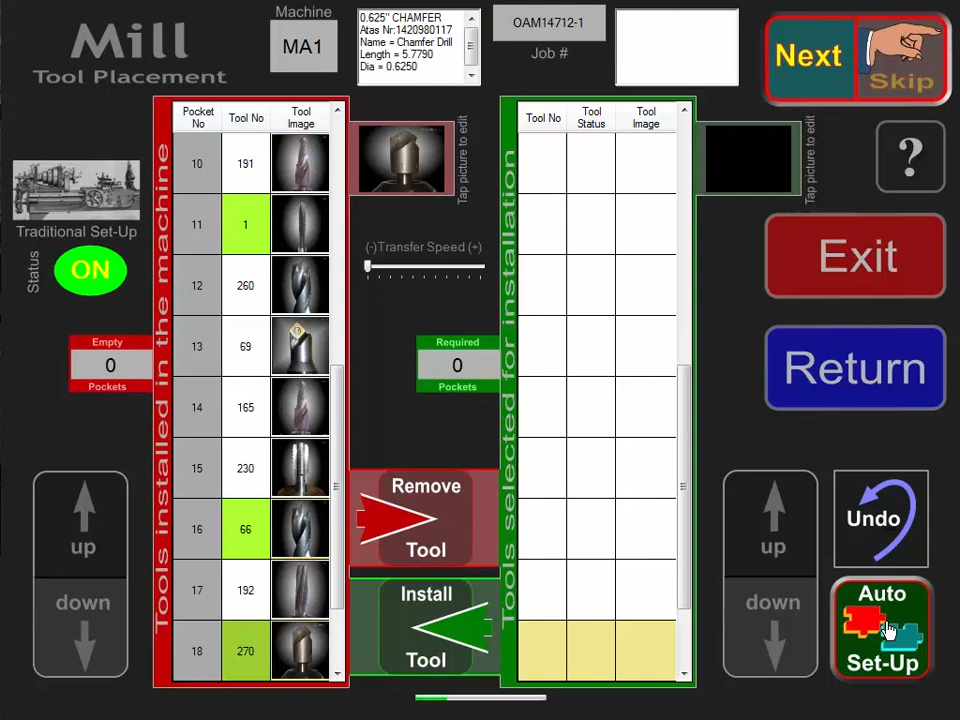 Mill
Tool Placement
Machine
MA1
0.625" CHAMFER
Atas Nr:1420980117
Name = Chamfer Drill
Length = 5.7790
Dia = 0.6250
OAM14712-1
Job #
Next
Skip
?
Exit
Return
Undo
Auto
Set-Up
Traditional Set-Up
Status
ON
Empty
0
Pockets
up
down
Tools installed in the machine
Pocket No Tool No Tool Image
10 191
11 1
12 260
13 69
14 165
15 230
16 66
17 192
18 270
Tap picture to edit
(-)Transfer Speed (+)
Required
0
Pockets
Remove
Tool
Install
Tool
Tools selected for installation
Tool No Tool Status Tool Image
Tap picture to edit
up
down